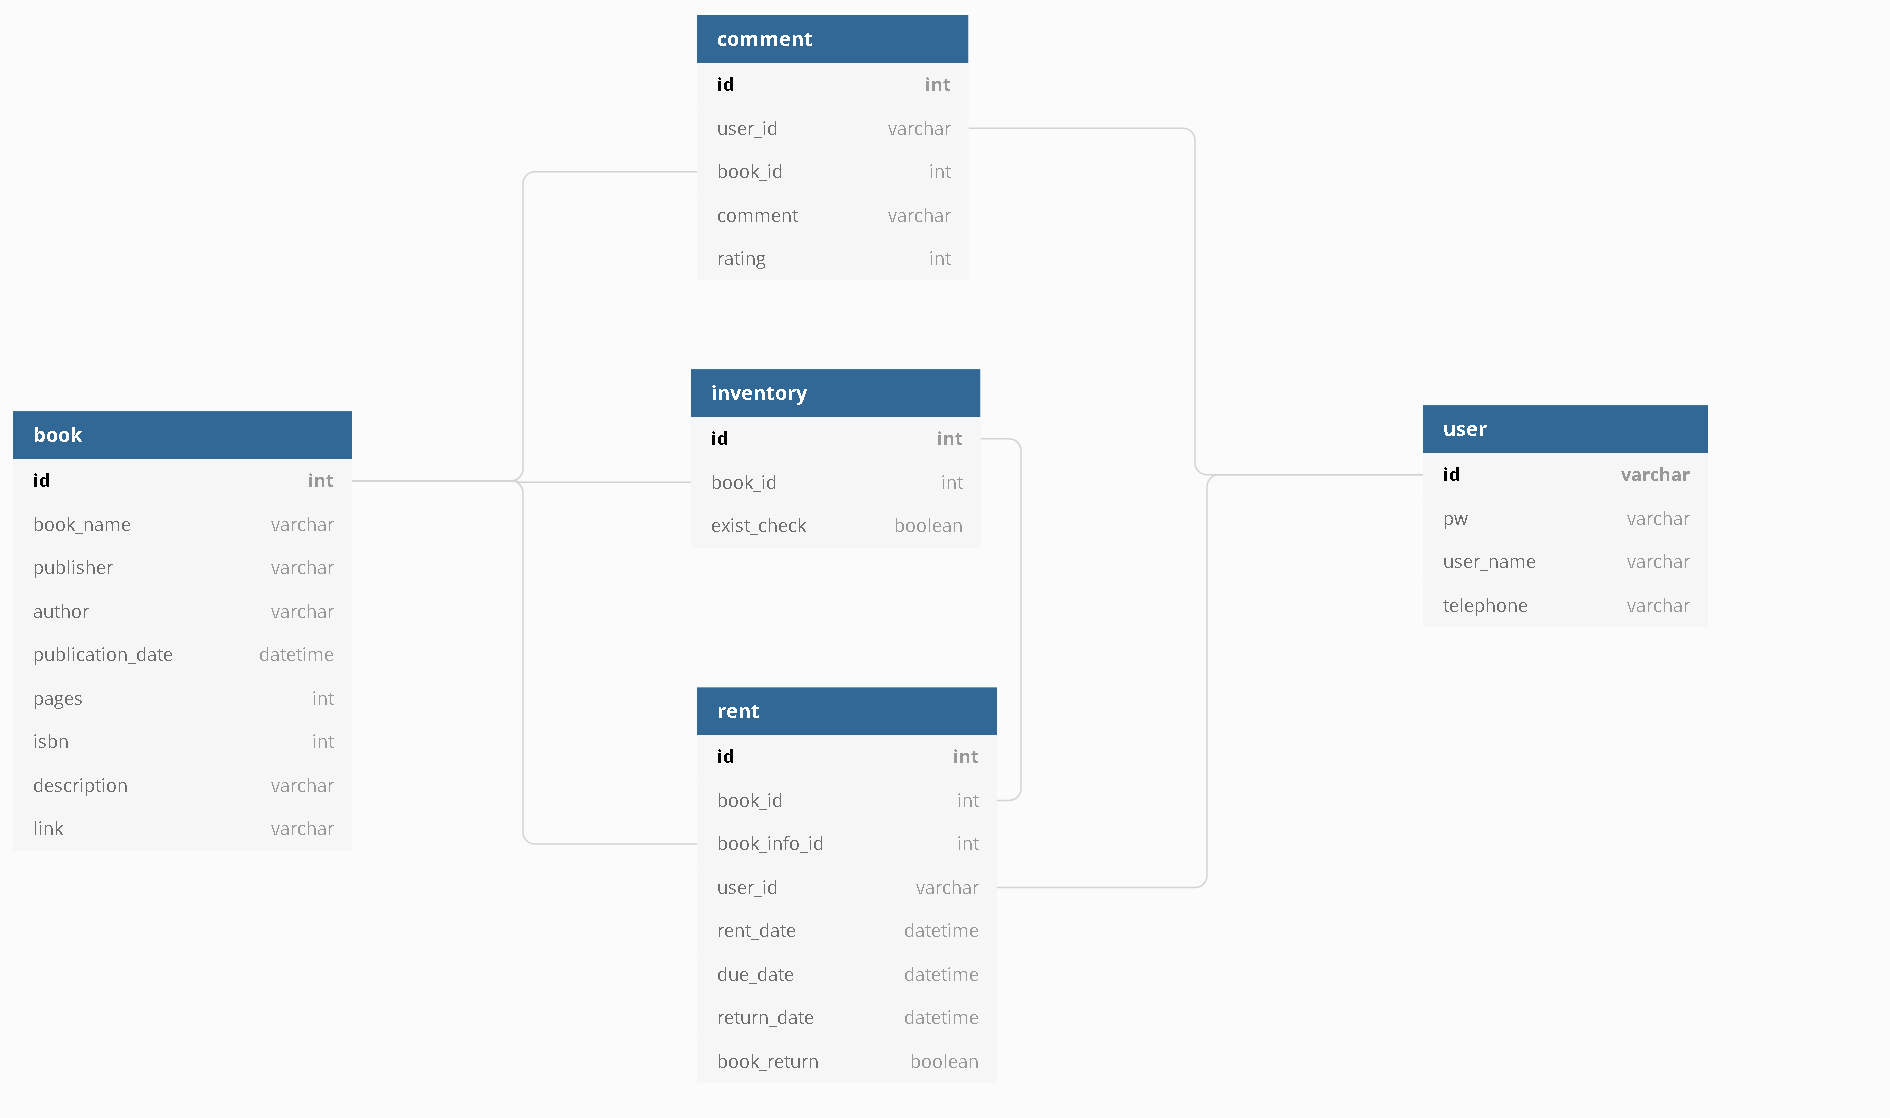 comment
id int
user_id varchar
book_id int
comment varchar
rating int
inventory
id int
book_id int
exist_check boolean
book
id int
book_name varchar
publisher varchar
author varchar
publication_date datetime
pages int
isbn int
description varchar
link varchar
user
id varchar
pw varchar
user_name varchar
telephone varchar
rent
id int
book_id int
book_info_id int
user_id varchar
rent_date datetime
due_date datetime
return_date datetime
book_return boolean